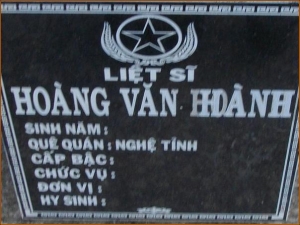 LIỆT SĨ
HOÀNG VĂN HOÀNH
SINH NĂM :
QUÊ QUÁN : NGHỆ TĨNH
CẤP BẬC :
CHỨC VỤ :
ĐƠN VỊ :
HY SINH :